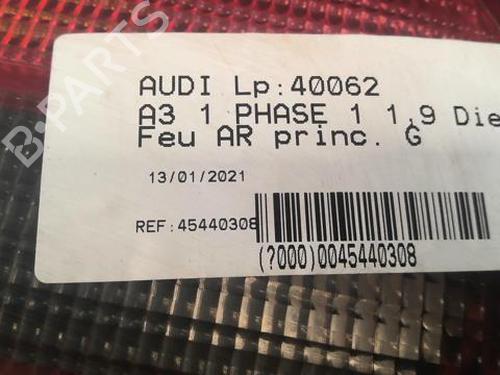 B-PARTS
AUDI Lp:40062
A3 1 PHASE 1 1,9 Die
Feu AR princ. G
13/01/2021
REF:45440308
(?000)0045440308